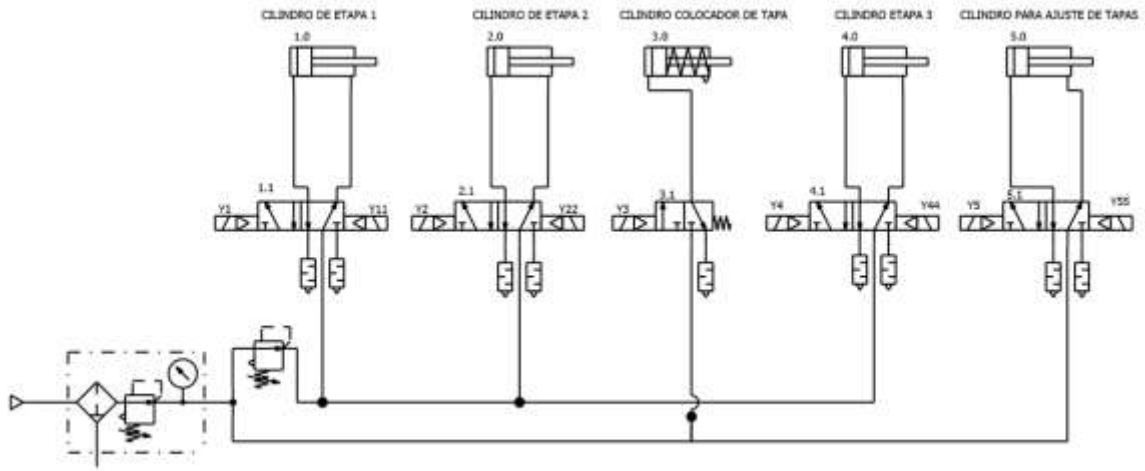 CILINDRO DE ETAPA 1
CILINDRO DE ETAPA 2
CILINDRO COLOCADOR DE TAPA
CILINDRO ETAPA 3
CILINDRO PARA AJUSTE DE TAPAS
1.0
2.0
3.0
4.0
5.0
1.1
2.1
3.1
4.1
5.1
Y1
Y11
Y2
Y22
Y3
Y4
Y44
Y5
Y55